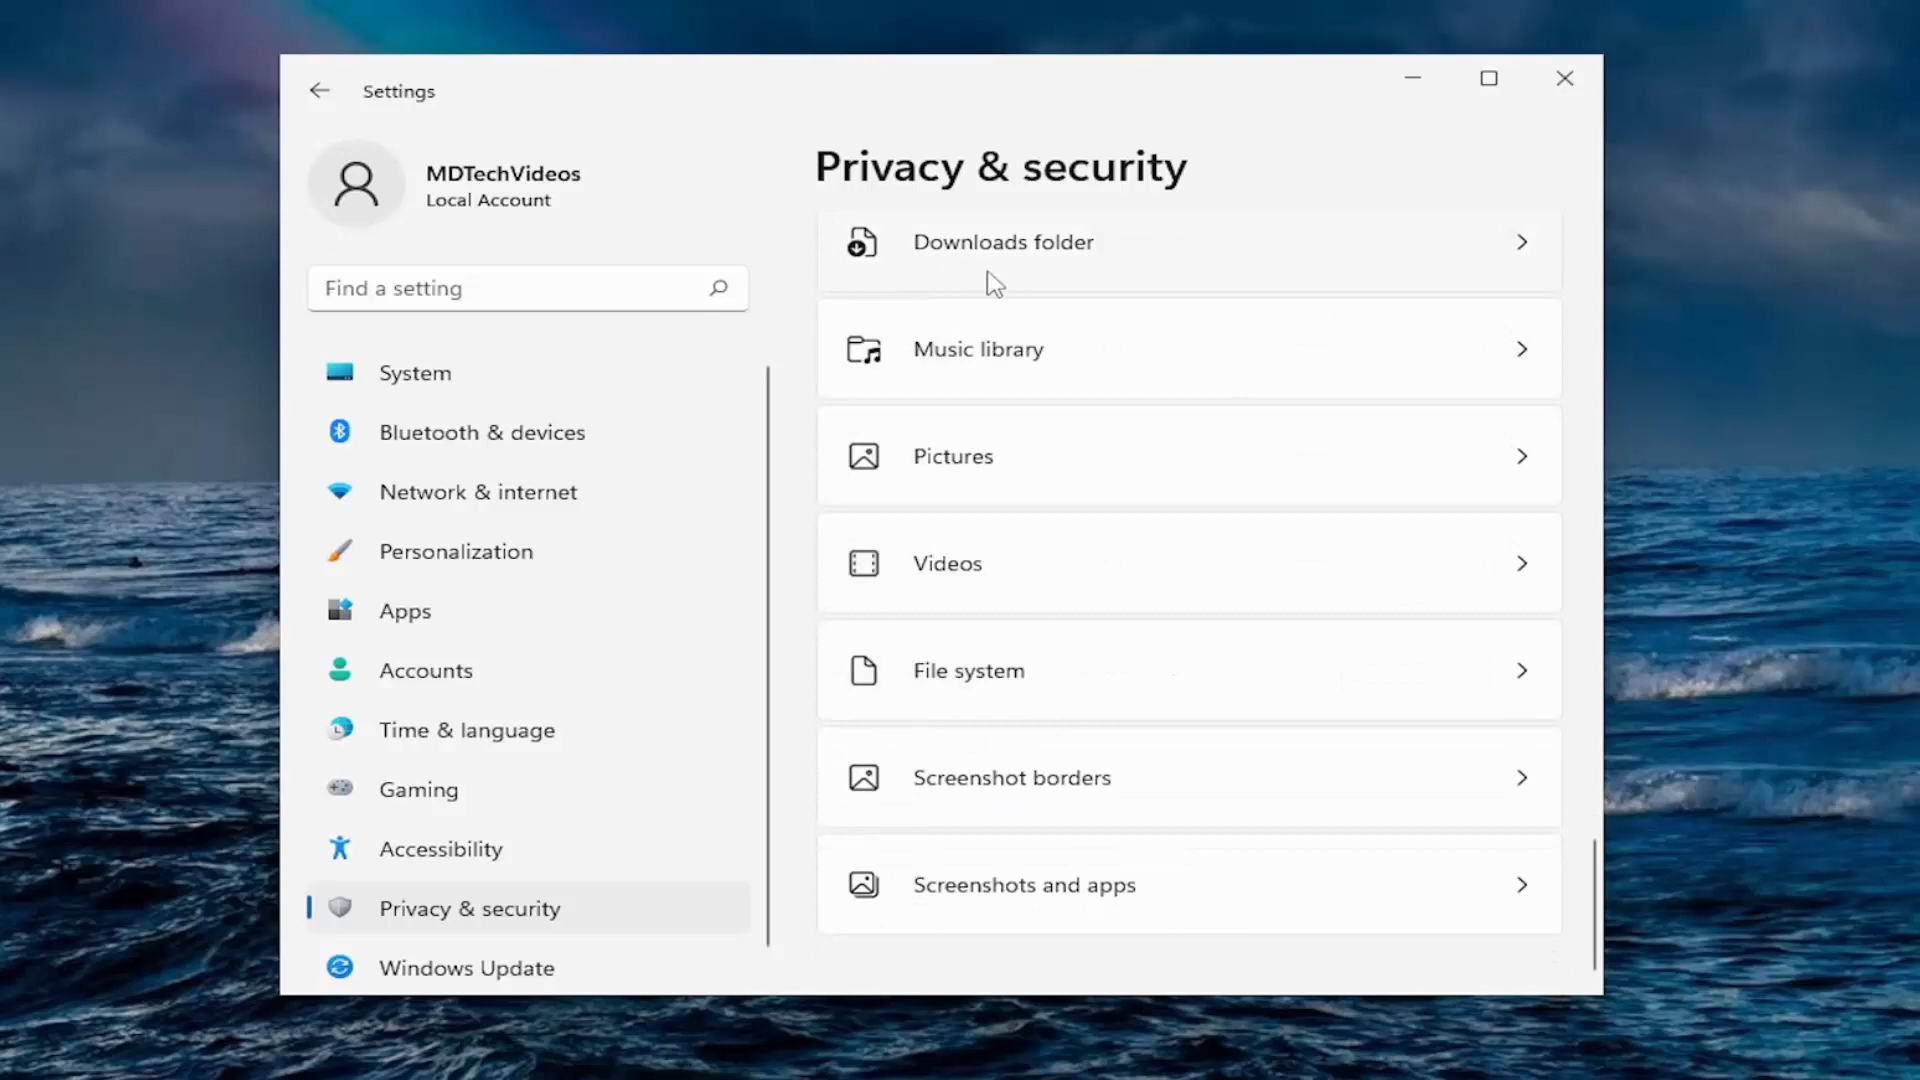 Settings
MDTechVideos
Local Account
Find a setting
System
Bluetooth & devices
Network & internet
Personalization
Apps
Accounts
Time & language
Gaming
Accessibility
Privacy & security
Windows Update
Privacy & security
Downloads folder
Music library
Pictures
Videos
File system
Screenshot borders
Screenshots and apps